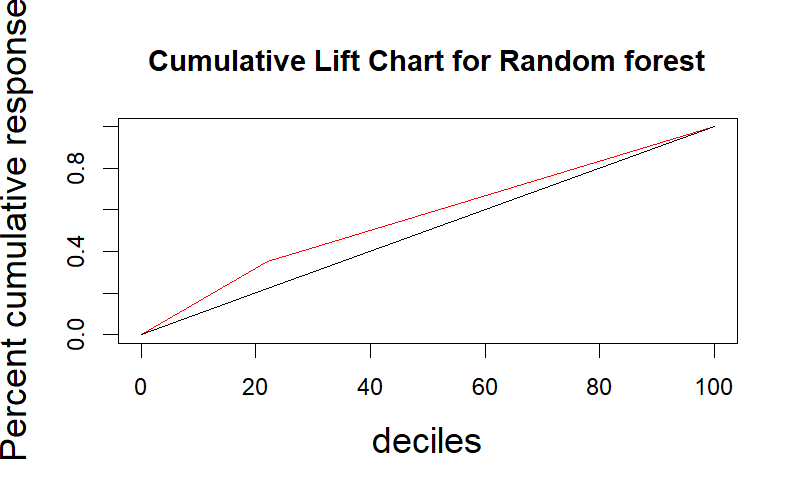 Cumulative Lift Chart for Random forest
Percent cumulative response
0.8
0.4
0.0
0 20 40 60 80 100
deciles